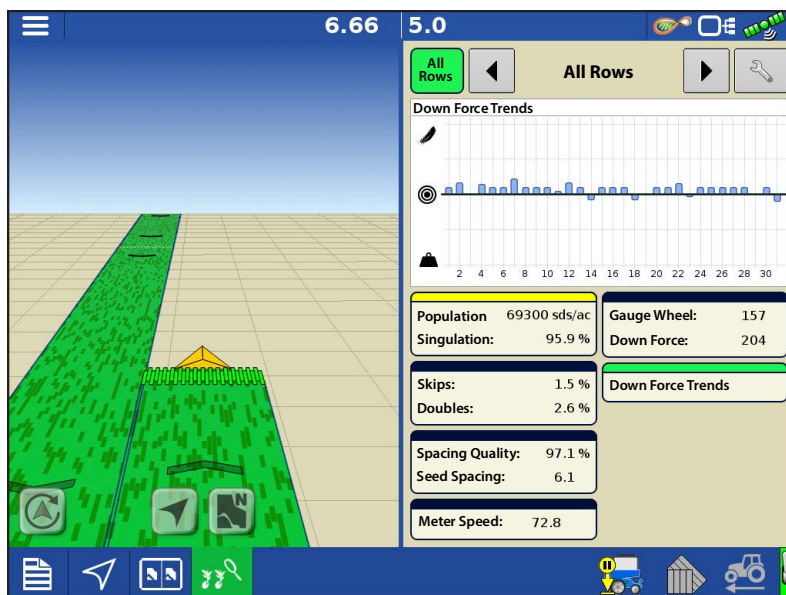 6.66 5.0
All Rows
All Rows
Down Force Trends
2 4 6 8 10 12 14 16 18 20 22 24 26 28 30
Population 69300 sds/ac
Singulation: 95.9 %
Gauge Wheel: 157
Down Force: 204
Skips: 1.5 %
Doubles: 2.6 %
Down Force Trends
Spacing Quality: 97.1 %
Seed Spacing: 6.1
Meter Speed: 72.8
N